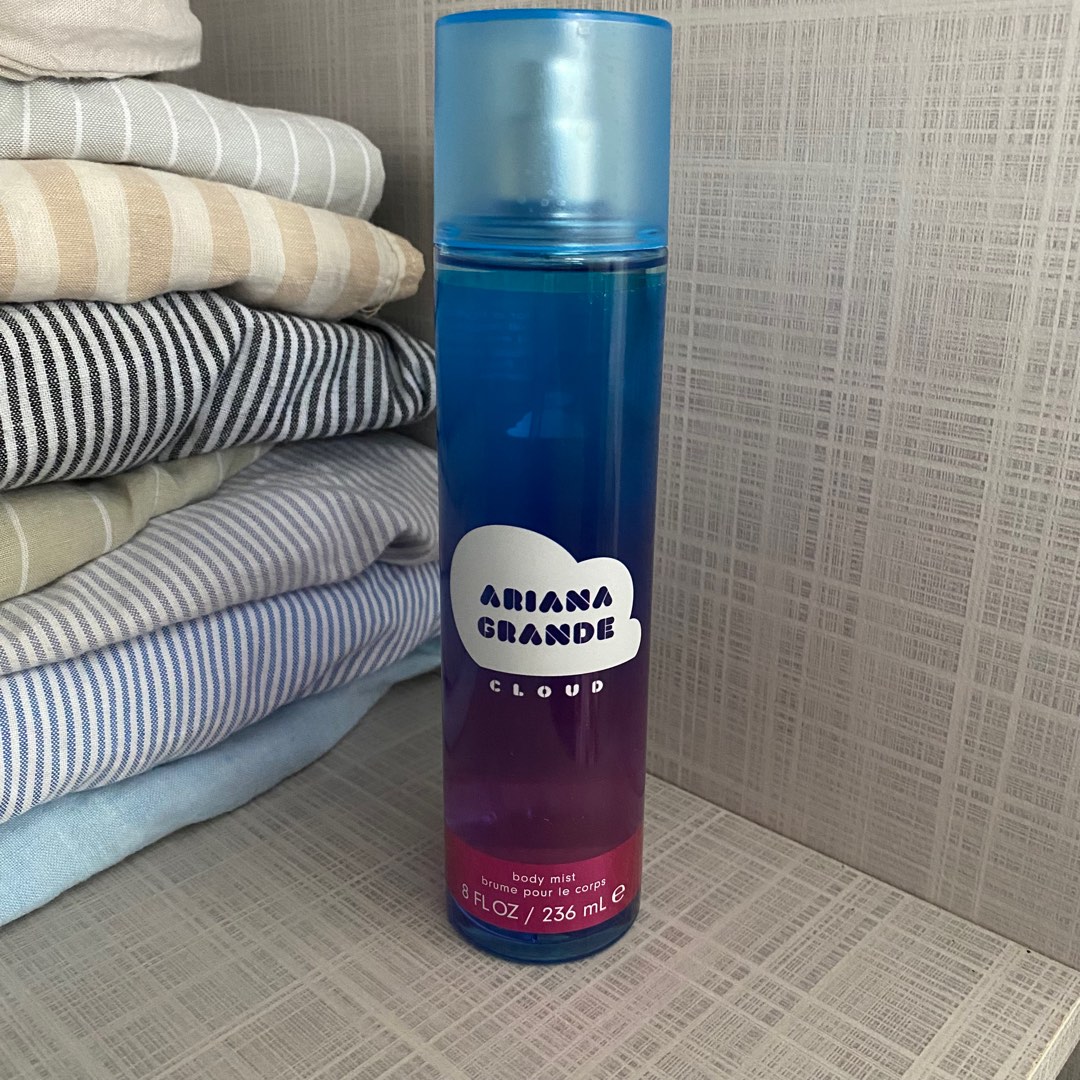 ARIANA
GRANDE
CLOUD
body mist
brume pour le corps
8 FL OZ / 236 mL ℮